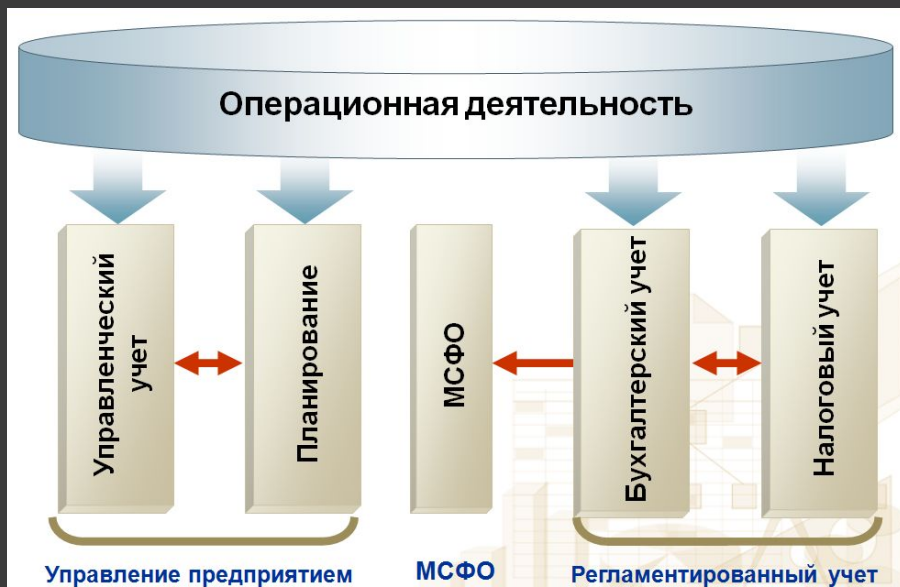 Операционная деятельность
Управленческий
учет
Планирование
МСФО
Бухгалтерский учет
Налоговый учет
Управление предприятием
МСФО
Регламентированный учет